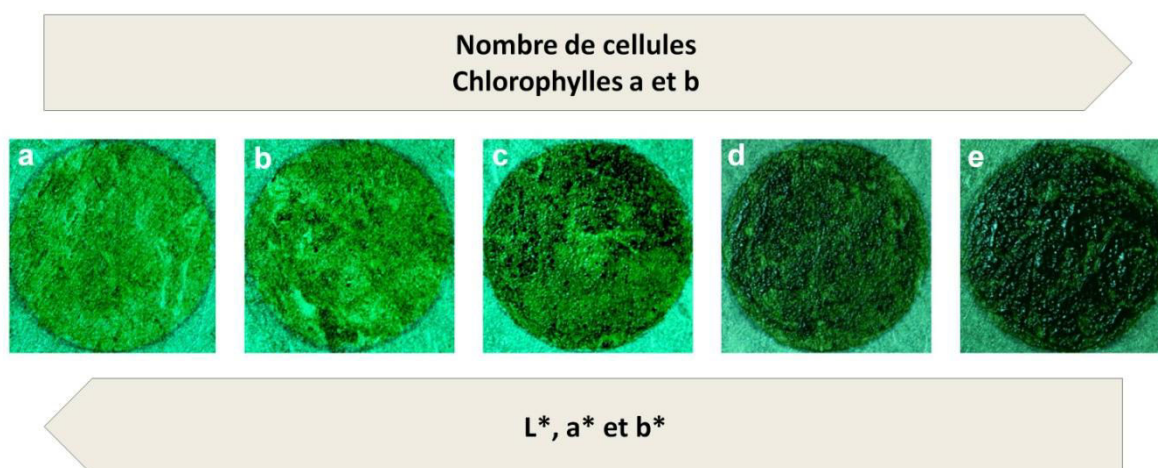 Nombre de cellules
Chlorophylles a et b
a b c d e
L*, a* et b*